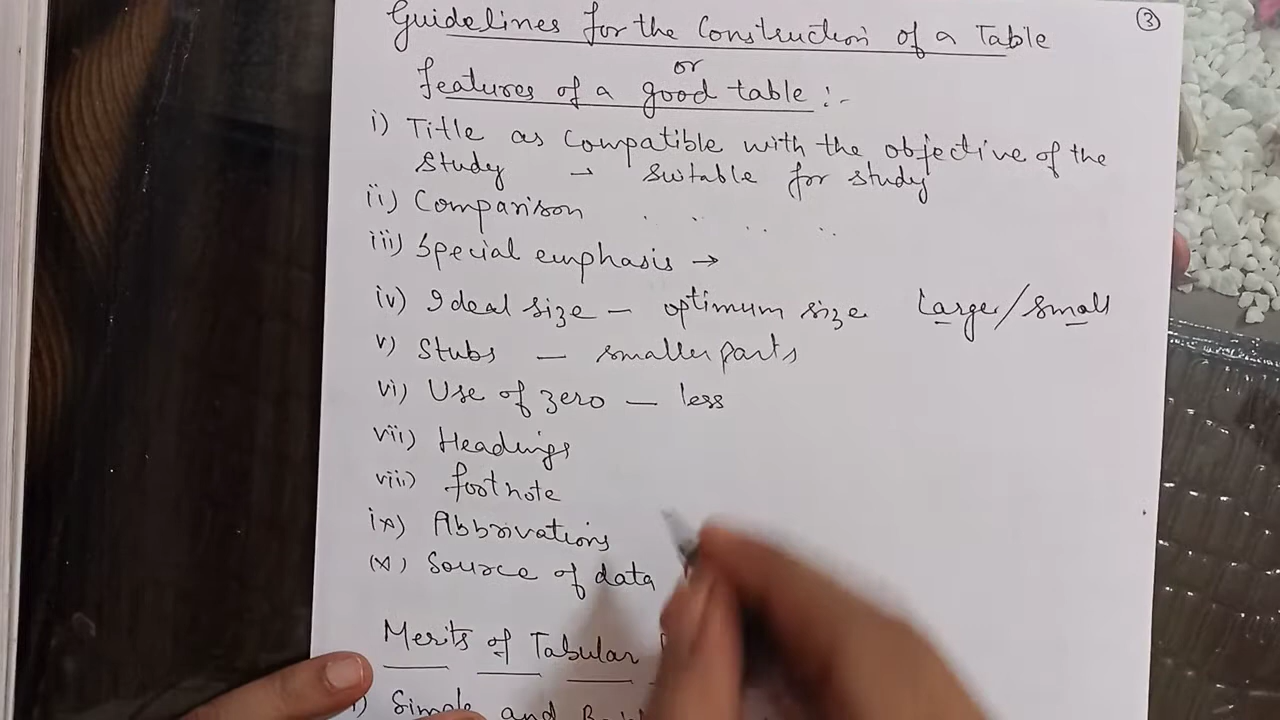 3
Guidelines for the Construction of a Table
or
features of a good table :-
i) Title as compatible with the objective of the
study → suitable for study
ii) Comparison
iii) Special emphasis →
iv) Ideal size - optimum size Large/small
v) Stubs - smaller parts
vi) Use of zero - less
vii) Headings
viii) footnote
ix) Abbrivations
(x) Source of data
Merits of Tabular
i) Simple and